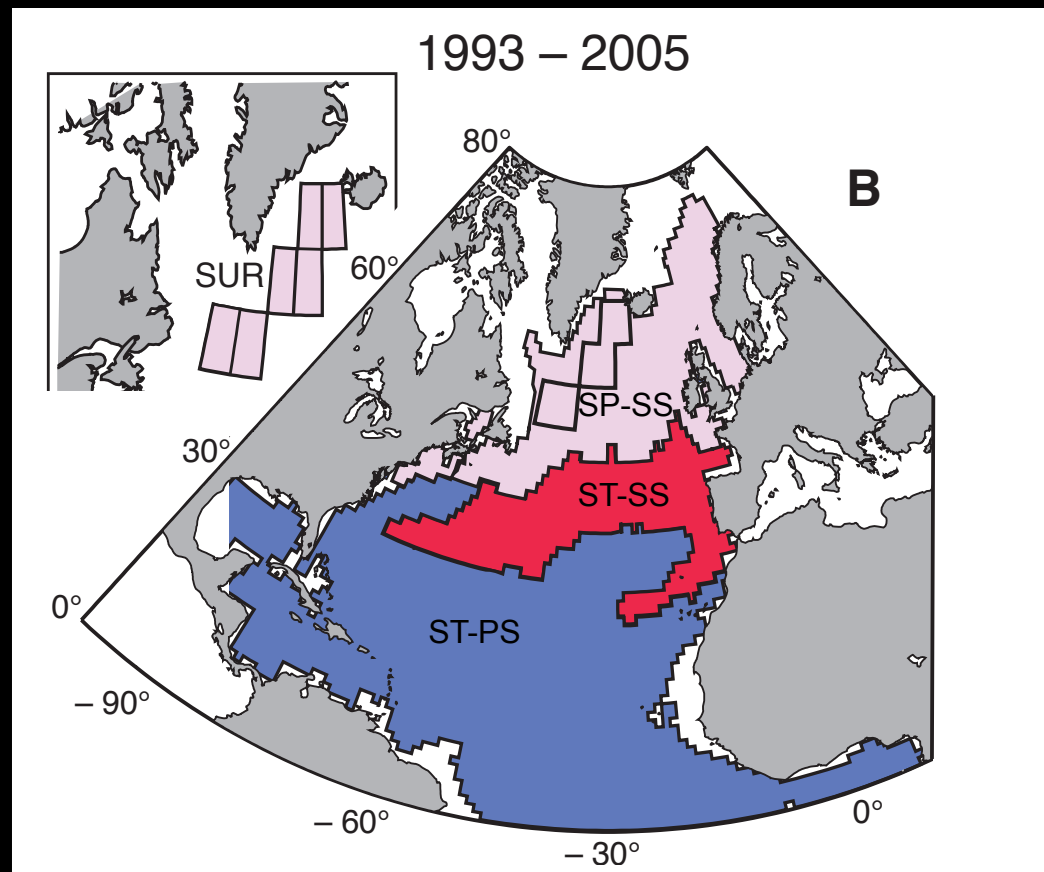 1993 – 2005
80°
B
SUR
60°
SP-SS
30°
ST-SS
0°
ST-PS
– 90°
– 60°
0°
– 30°